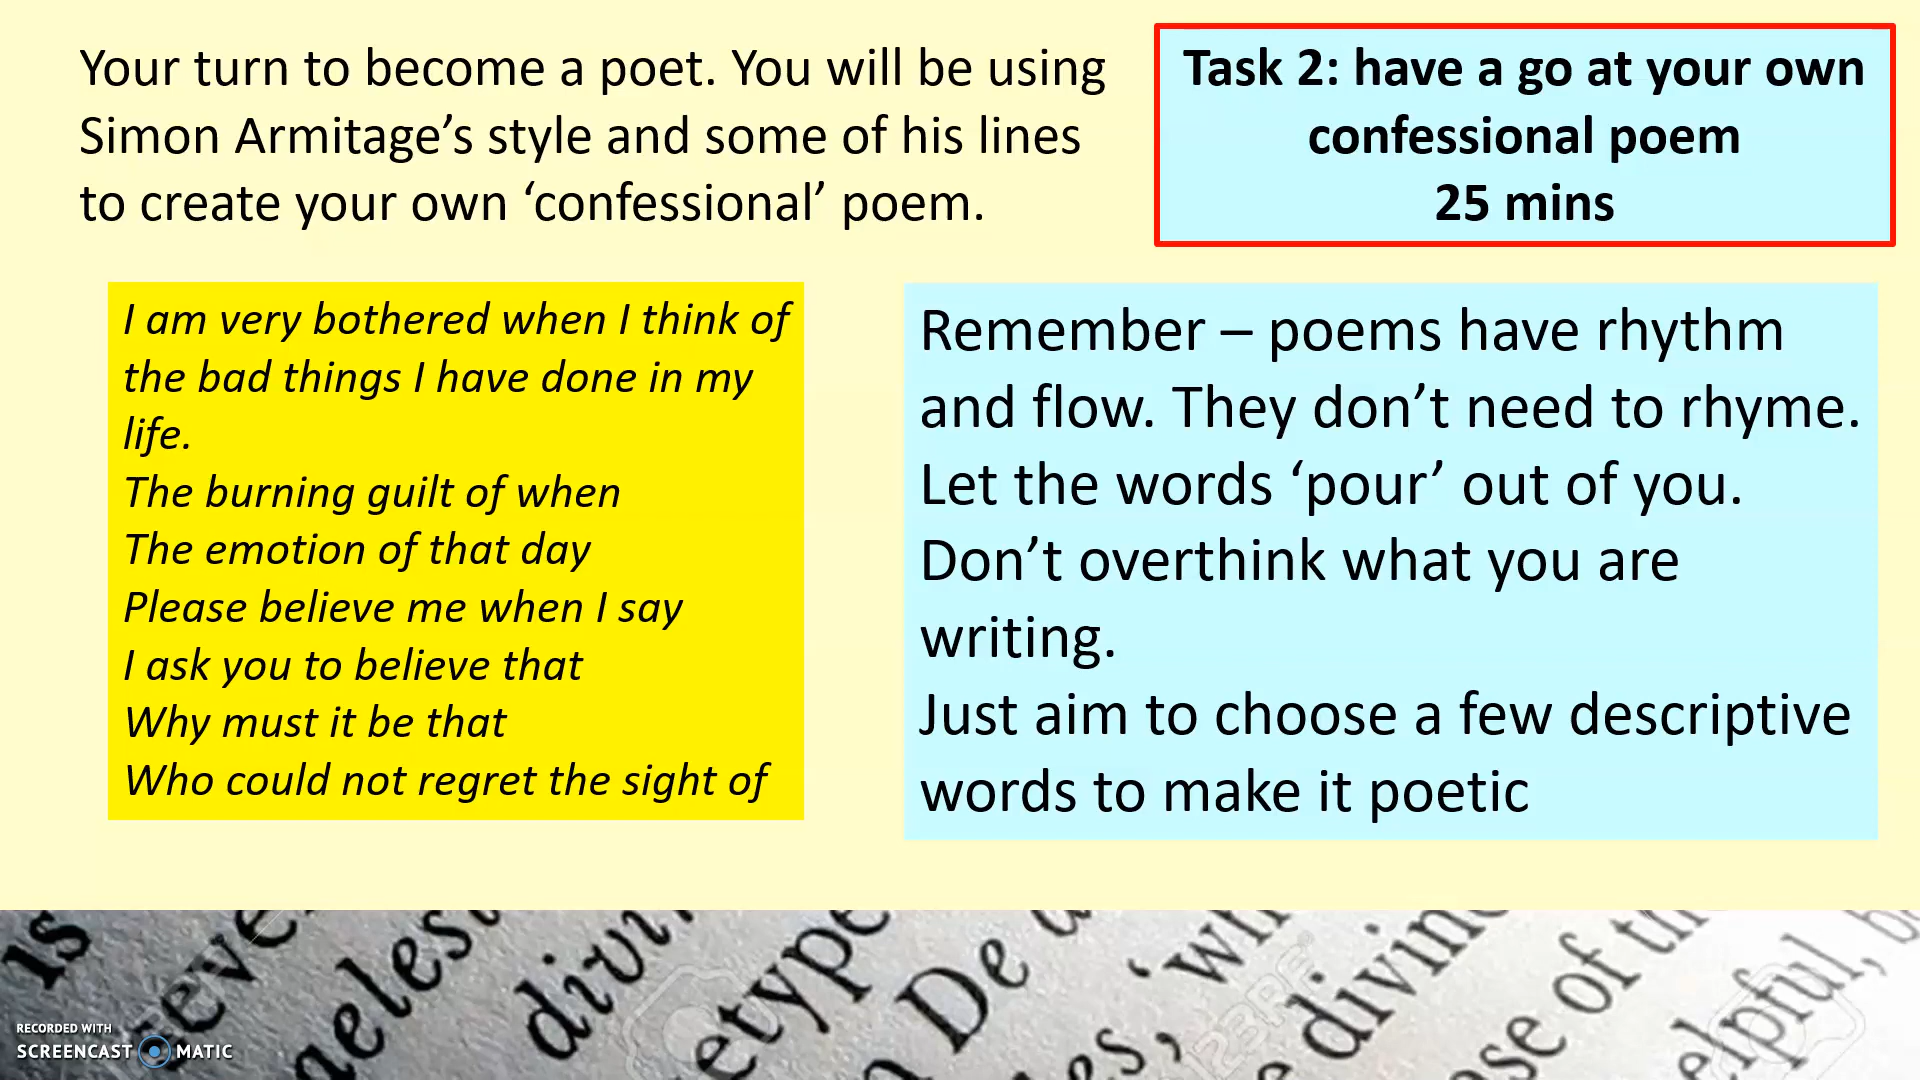 Your turn to become a poet. You will be using
Simon Armitage’s style and some of his lines
to create your own ‘confessional’ poem.
Task 2: have a go at your own
confessional poem
25 mins
I am very bothered when I think of
the bad things I have done in my
life.
The burning guilt of when
The emotion of that day
Please believe me when I say
I ask you to believe that
Why must it be that
Who could not regret the sight of
Remember – poems have rhythm
and flow. They don’t need to rhyme.
Let the words ‘pour’ out of you.
Don’t overthink what you are
writing.
Just aim to choose a few descriptive
words to make it poetic
is
De
divine
RECORDED WITH
SCREENCAST MATIC
123RF